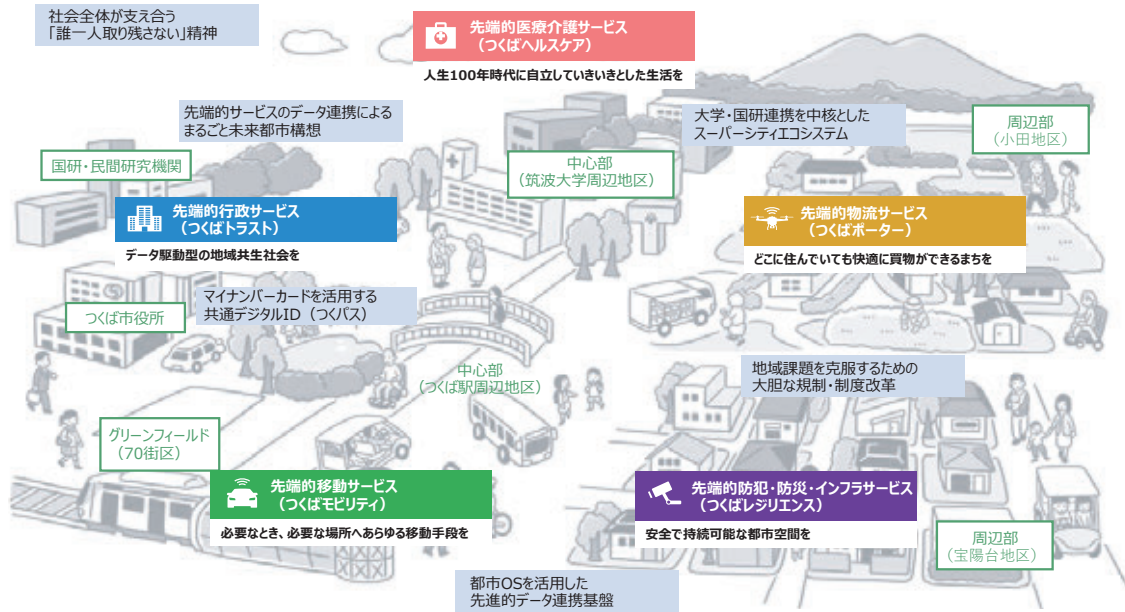 社会全体が支え合う
「誰一人取り残さない」精神
先端的医療介護サービス
（つくばヘルスケア）
人生100年時代に自立していきいきとした生活を
先端的サービスのデータ連携による
まるごと未来都市構想
大学・国研連携を中核とした
スーパーシティエコシステム
周辺部
（小田地区）
国研・民間研究機関
中心部
（筑波大学周辺地区）
先端的行政サービス
（つくばトラスト）
データ駆動型の地域共生社会を
先端的物流サービス
（つくばポーター）
どこに住んでいても快適に買物ができるまちを
マイナンバーカードを活用する
共通デジタルID（つくパス）
つくば市役所
中心部
（つくば駅周辺地区）
地域課題を克服するための
大胆な規制・制度改革
グリーンフィールド
（70街区）
先端的移動サービス
（つくばモビリティ）
必要なとき、必要な場所へあらゆる移動手段を
先端的防犯・防災・インフラサービス
（つくばレジリエンス）
安全で持続可能な都市空間を
周辺部
（宝陽台地区）
都市OSを活用した
先進的データ連携基盤